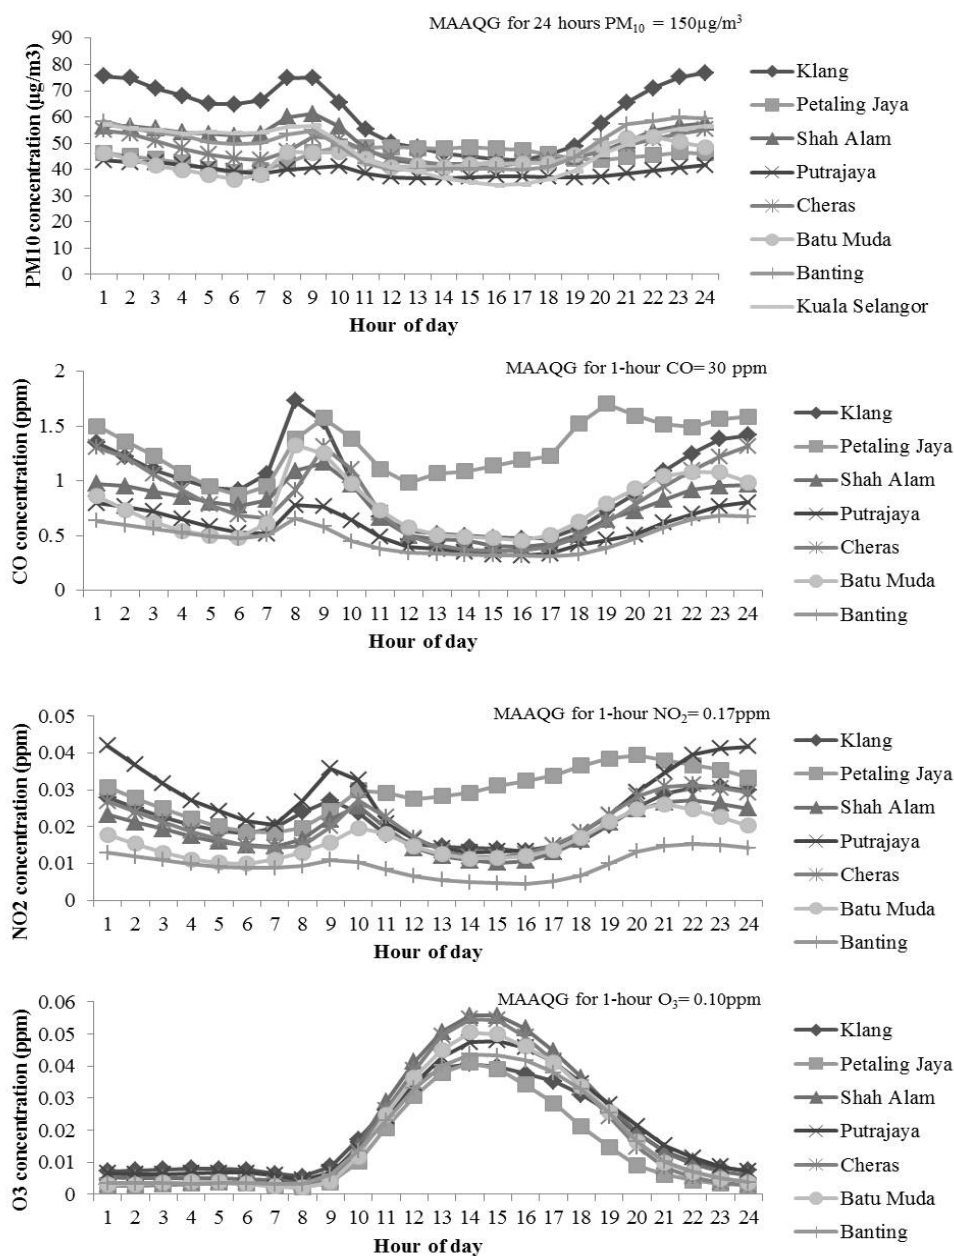 MAAQG for 24 hours PM10 = 150µg/m3
PM10 concentration (µg/m3)
90
80
70
60
50
40
30
20
10
0
1 2 3 4 5 6 7 8 9 10 11 12 13 14 15 16 17 18 19 20 21 22 23 24
Hour of day
Klang
Petaling Jaya
Shah Alam
Putrajaya
Cheras
Batu Muda
Banting
Kuala Selangor
MAAQG for 1-hour CO= 30 ppm
CO concentration (ppm)
2
1.5
1
0.5
0
1 2 3 4 5 6 7 8 9 10 11 12 13 14 15 16 17 18 19 20 21 22 23 24
Hour of day
Klang
Petaling Jaya
Shah Alam
Putrajaya
Cheras
Batu Muda
Banting
MAAQG for 1-hour NO2= 0.17ppm
NO2 concentration (ppm)
0.05
0.04
0.03
0.02
0.01
0
1 2 3 4 5 6 7 8 9 10 11 12 13 14 15 16 17 18 19 20 21 22 23 24
Hour of day
Klang
Petaling Jaya
Shah Alam
Putrajaya
Cheras
Batu Muda
Banting
MAAQG for 1-hour O3= 0.10ppm
O3 concentration (ppm)
0.06
0.05
0.04
0.03
0.02
0.01
0
1 2 3 4 5 6 7 8 9 10 11 12 13 14 15 16 17 18 19 20 21 22 23 24
Hour of day
Klang
Petaling Jaya
Shah Alam
Putrajaya
Cheras
Batu Muda
Banting